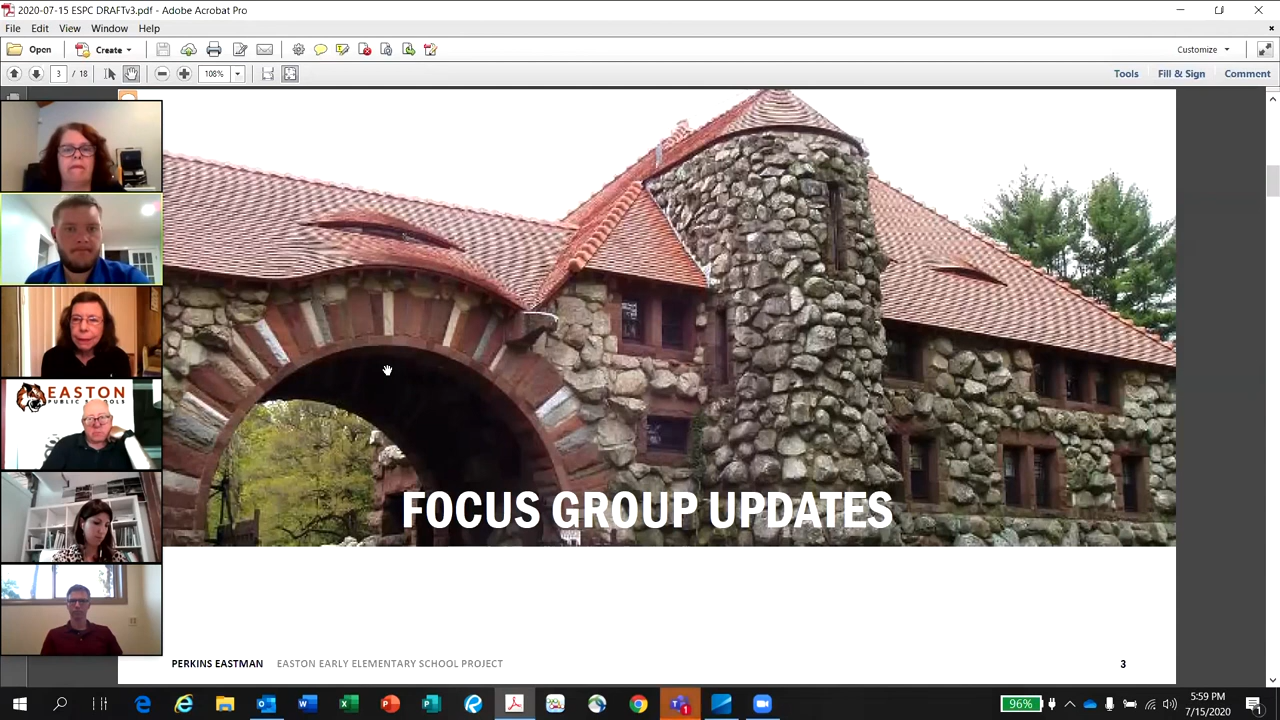 2020-07-15 ESPC DRAFTv3.pdf - Adobe Acrobat Pro
File Edit View Window Help
Open Create Customize
3 / 18 108% Tools Fill & Sign Comment
EASTON
PUBLIC SCHOOLS
FOCUS GROUP UPDATES
PERKINS EASTMAN EASTON EARLY ELEMENTARY SCHOOL PROJECT 3
96% 5:59 PM
7/15/2020